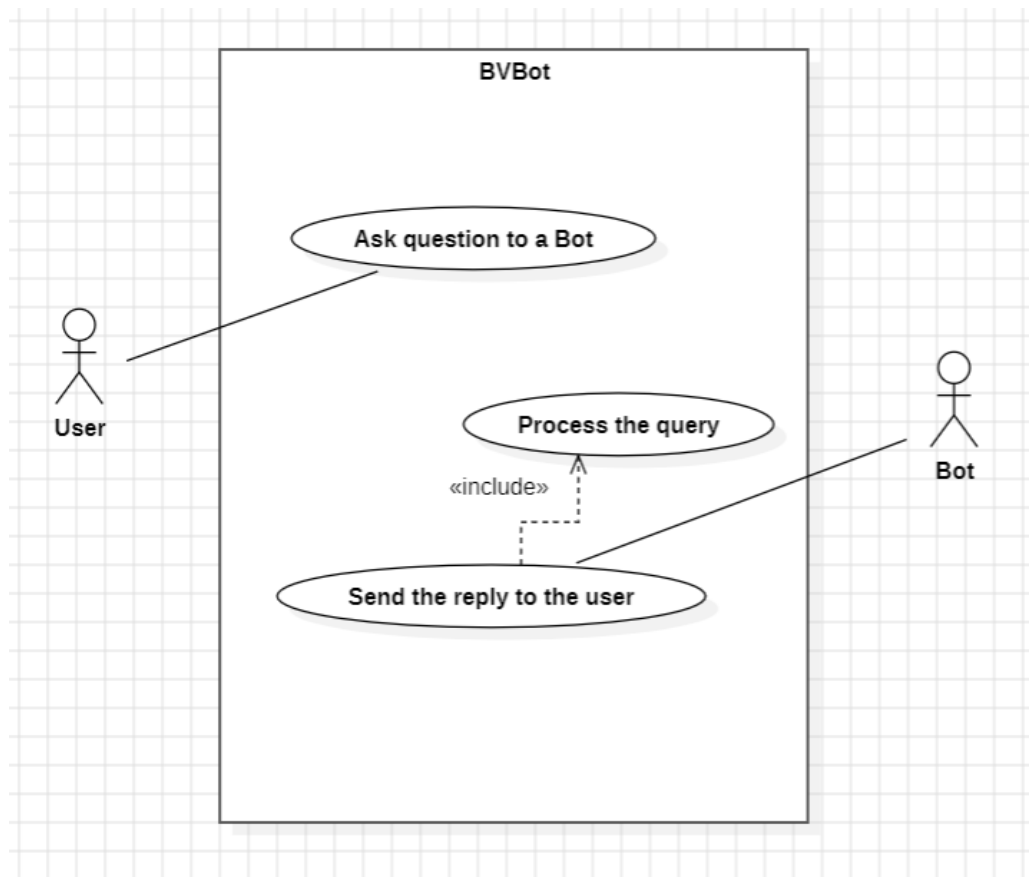 BVBot
Ask question to a Bot
User
Process the query
Bot
«include»
Send the reply to the user